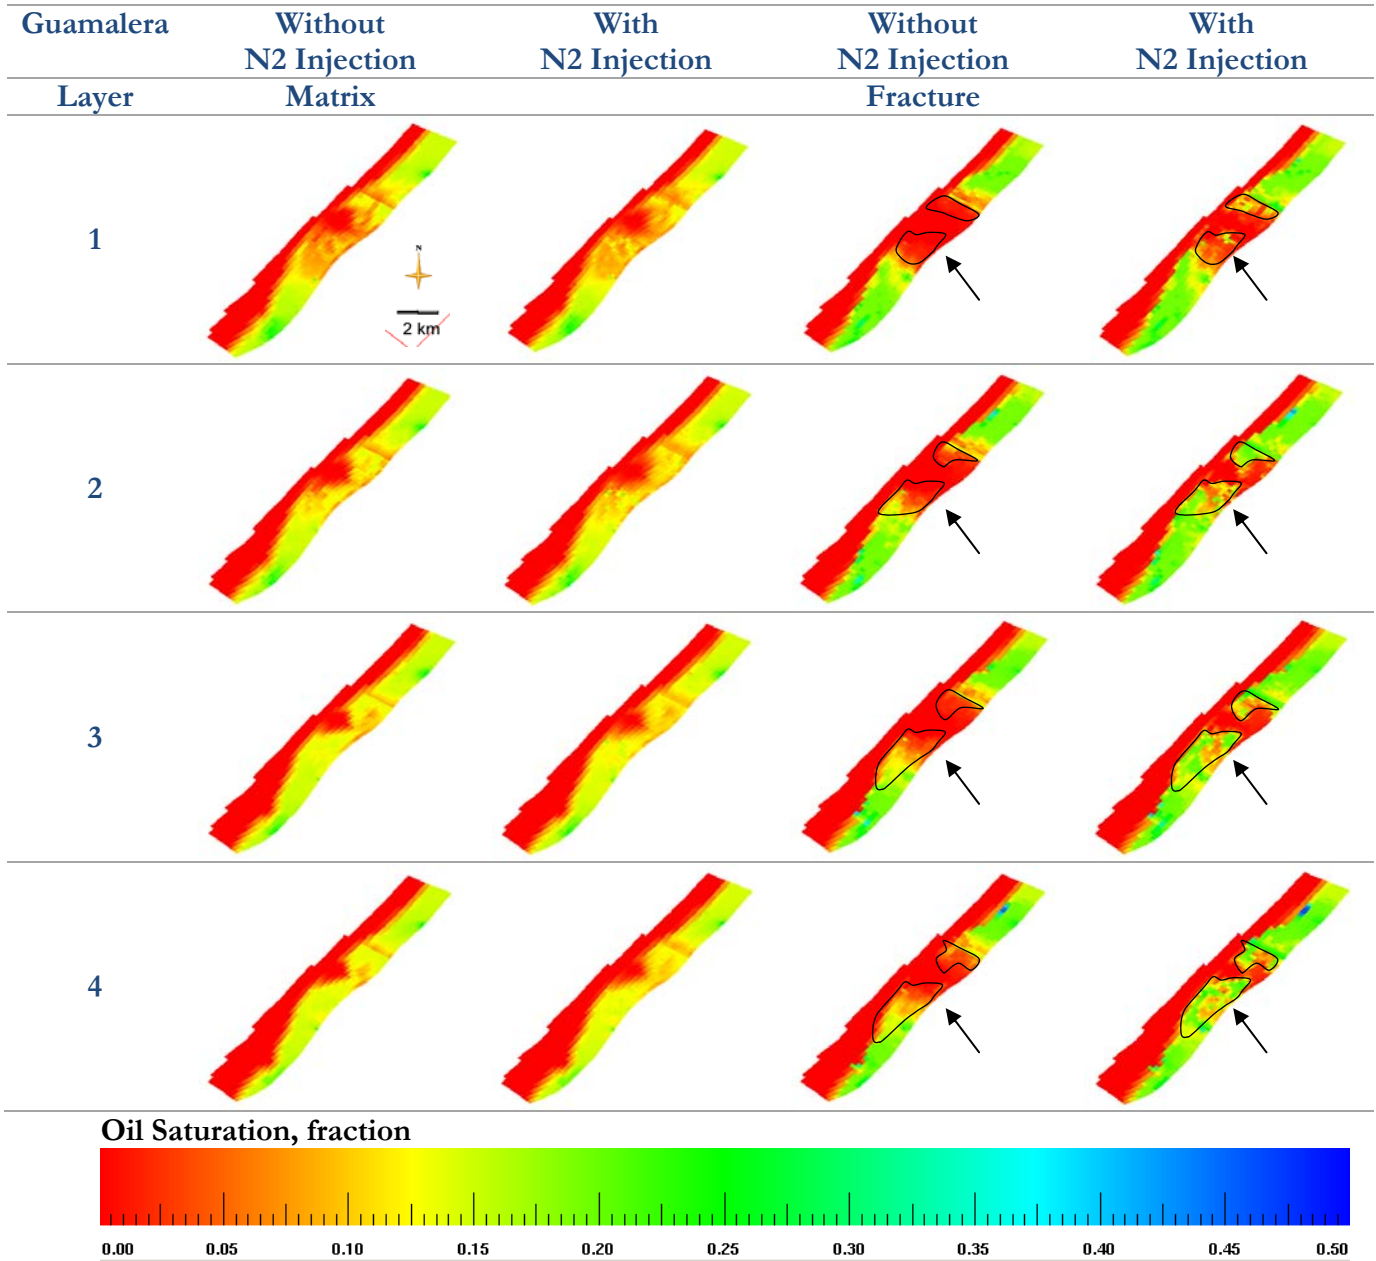 Guamalera Without With Without With
N2 Injection N2 Injection N2 Injection N2 Injection
Layer Matrix Fracture
1
N
2 km
2
3
4
Oil Saturation, fraction
0.00 0.05 0.10 0.15 0.20 0.25 0.30 0.35 0.40 0.45 0.50